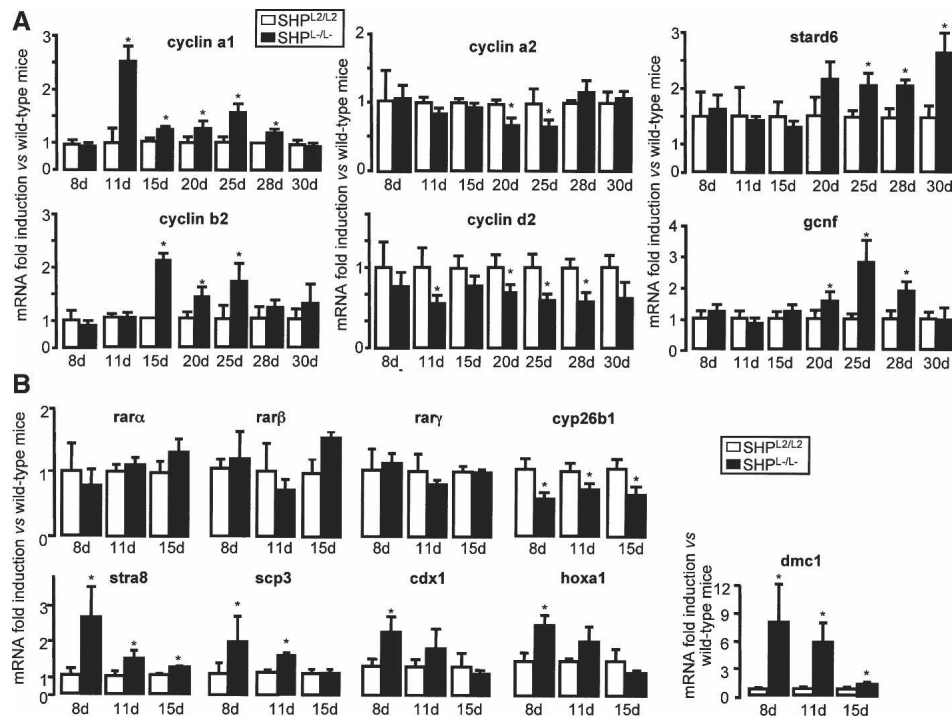 A
SHP^L2/L2
SHP^L-/L-
mRNA fold induction vs wild-type mice
cyclin a1
3
2
1
0
8d 11d 15d 20d 25d 28d 30d
* * * * *
mRNA fold induction vs wild-type mice
cyclin a2
2
1
0
8d 11d 15d 20d 25d 28d 30d
* *
mRNA fold induction vs wild-type mice
stard6
3
2
1
0
8d 11d 15d 20d 25d 28d 30d
* * *
cyclin b2
3
2
1
0
8d 11d 15d 20d 25d 28d 30d
* * *
cyclin d2
2
1
0
8d 11d 15d 20d 25d 28d 30d
* * * *
gcnf
4
3
2
1
0
8d 11d 15d 20d 25d 28d 30d
* * *
B
mRNA fold induction vs wild-type mice
2
1
0
rarα
8d 11d 15d
rarβ
8d 11d 15d
rarγ
8d 11d 15d
cyp26b1
8d 11d 15d
* * *
SHP^L2/L2
SHP^L-/L-
3
2
1
0
stra8
8d 11d 15d
* * *
scp3
8d 11d 15d
* *
cdx1
8d 11d 15d
*
hoxa1
8d 11d 15d
*
mRNA fold induction vs
wild-type mice
dmc1
12
9
6
3
0
8d 11d 15d
* * *